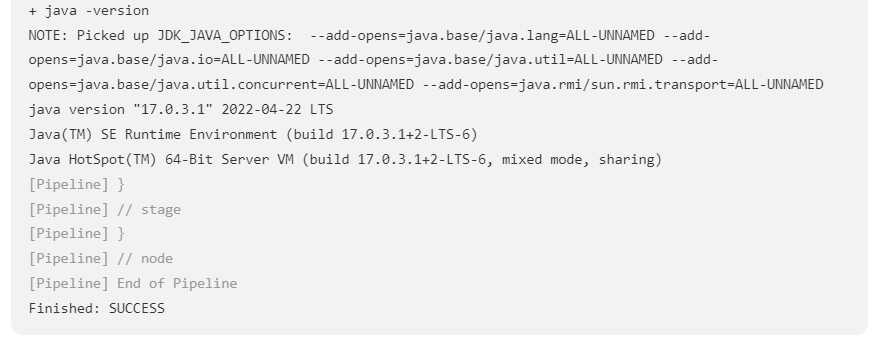 + java -version
NOTE: Picked up JDK_JAVA_OPTIONS:  --add-opens=java.base/java.lang=ALL-UNNAMED --add-
opens=java.base/java.io=ALL-UNNAMED --add-opens=java.base/java.util=ALL-UNNAMED --add-
opens=java.base/java.util.concurrent=ALL-UNNAMED --add-opens=java.rmi/sun.rmi.transport=ALL-UNNAMED
java version "17.0.3.1" 2022-04-22 LTS
Java(TM) SE Runtime Environment (build 17.0.3.1+2-LTS-6)
Java HotSpot(TM) 64-Bit Server VM (build 17.0.3.1+2-LTS-6, mixed mode, sharing)
[Pipeline] }
[Pipeline] // stage
[Pipeline] }
[Pipeline] // node
[Pipeline] End of Pipeline
Finished: SUCCESS